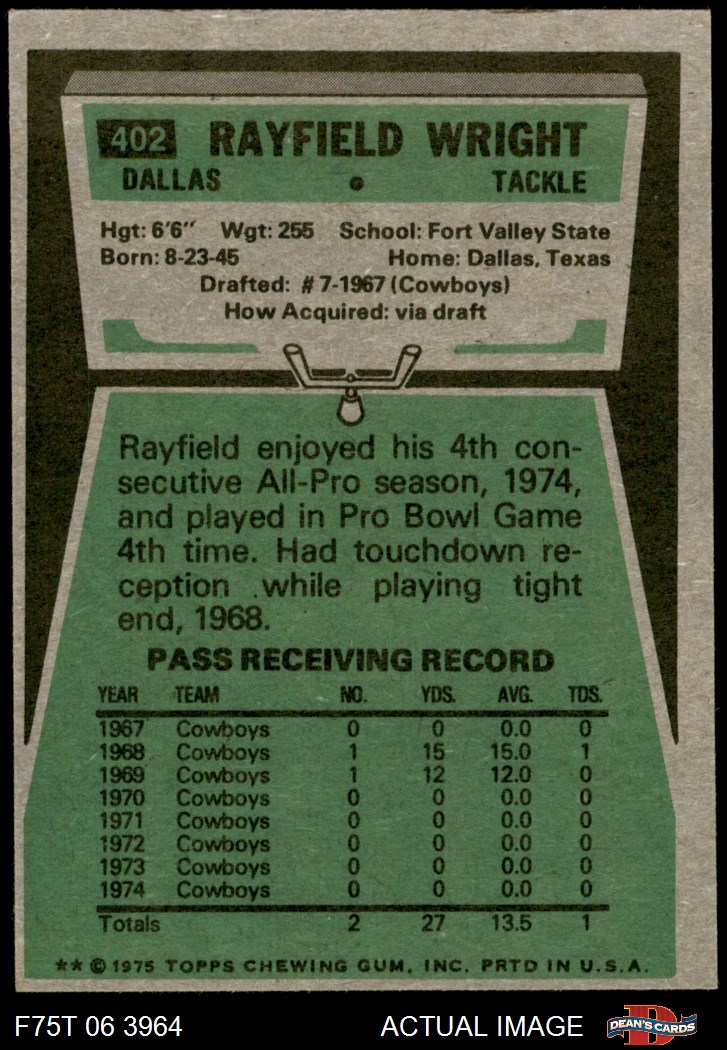 402 RAYFIELD WRIGHT
DALLAS • TACKLE
Hgt: 6'6" Wgt: 255 School: Fort Valley State
Born: 8-23-45 Home: Dallas, Texas
Drafted: #7-1967 (Cowboys)
How Acquired: via draft
Rayfield enjoyed his 4th con-
secutive All-Pro season, 1974,
and played in Pro Bowl Game
4th time. Had touchdown re-
ception while playing tight
end, 1968.
PASS RECEIVING RECORD
YEAR TEAM NO. YDS. AVG. TDS.
1967 Cowboys 0 0 0.0 0
1968 Cowboys 1 15 15.0 1
1969 Cowboys 1 12 12.0 0
1970 Cowboys 0 0 0.0 0
1971 Cowboys 0 0 0.0 0
1972 Cowboys 0 0 0.0 0
1973 Cowboys 0 0 0.0 0
1974 Cowboys 0 0 0.0 0
Totals 2 27 13.5 1
** © 1975 TOPPS CHEWING GUM, INC. PRTD IN U.S.A.
F75T 06 3964 ACTUAL IMAGE D DEAN'S CARDS